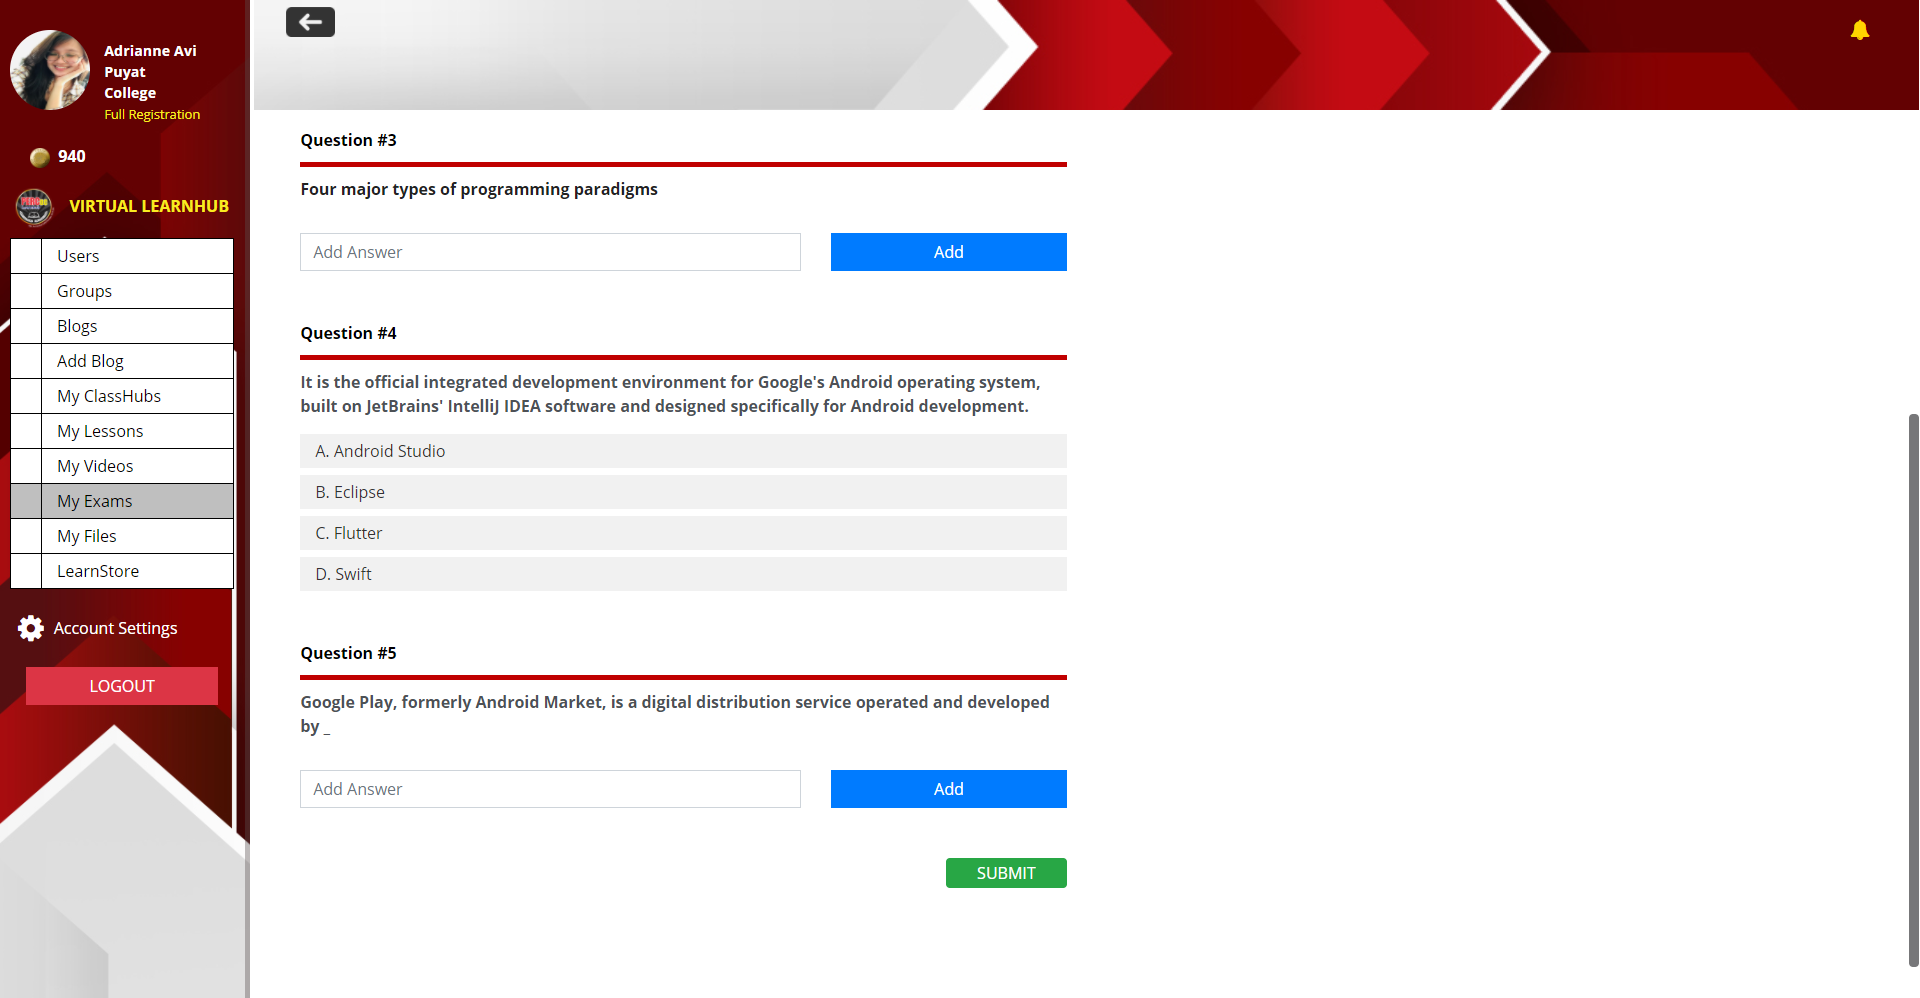 Adrianne Avi
Puyat
College
Full Registration
940
VIRTUAL LEARNHUB
Users
Groups
Blogs
Add Blog
My ClassHubs
My Lessons
My Videos
My Exams
My Files
LearnStore
Account Settings
LOGOUT
Question #3
Four major types of programming paradigms
Add Answer
Add
Question #4
It is the official integrated development environment for Google's Android operating system,
built on JetBrains' IntelliJ IDEA software and designed specifically for Android development.
A. Android Studio
B. Eclipse
C. Flutter
D. Swift
Question #5
Google Play, formerly Android Market, is a digital distribution service operated and developed
by _
Add Answer
Add
SUBMIT